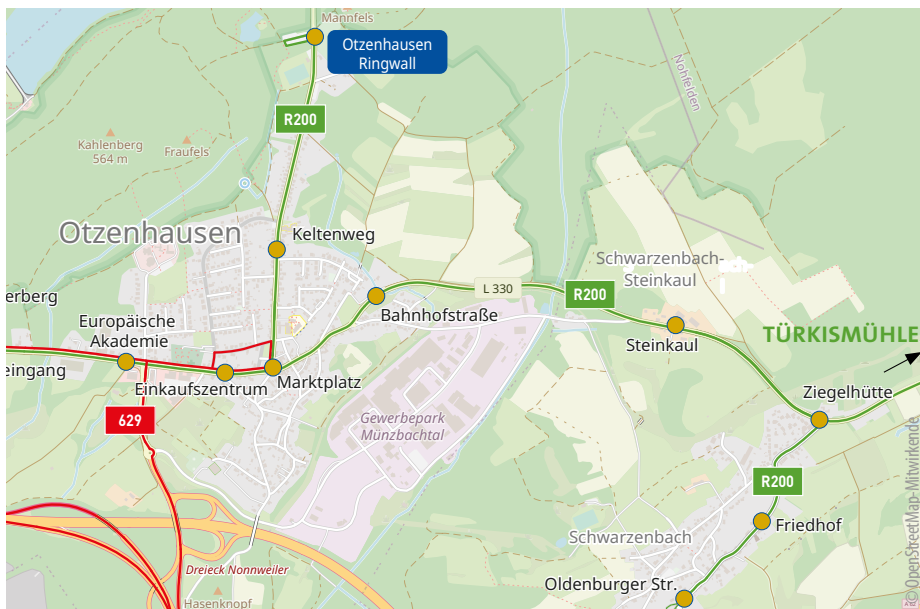 Mannfels
Otzenhausen
Ringwall
R200
Nohfelden
Kahlenberg
564 m
Fraufels
Otzenhausen
Keltenweg
Schwarzenbach-
Steinkaul
erberg
L 330
R200
Europäische
Akademie
Bahnhofstraße
Steinkaul
TÜRKISMÜHLE
eingang
Einkaufszentrum
Marktplatz
Ziegelhütte
629
Gewerbepark
Münzbachtal
R200
Friedhof
Schwarzenbach
Dreieck Nonnweiler
Oldenburger Str.
Hasenknopf
A 62
© OpenStreetMap-Mitwirkende